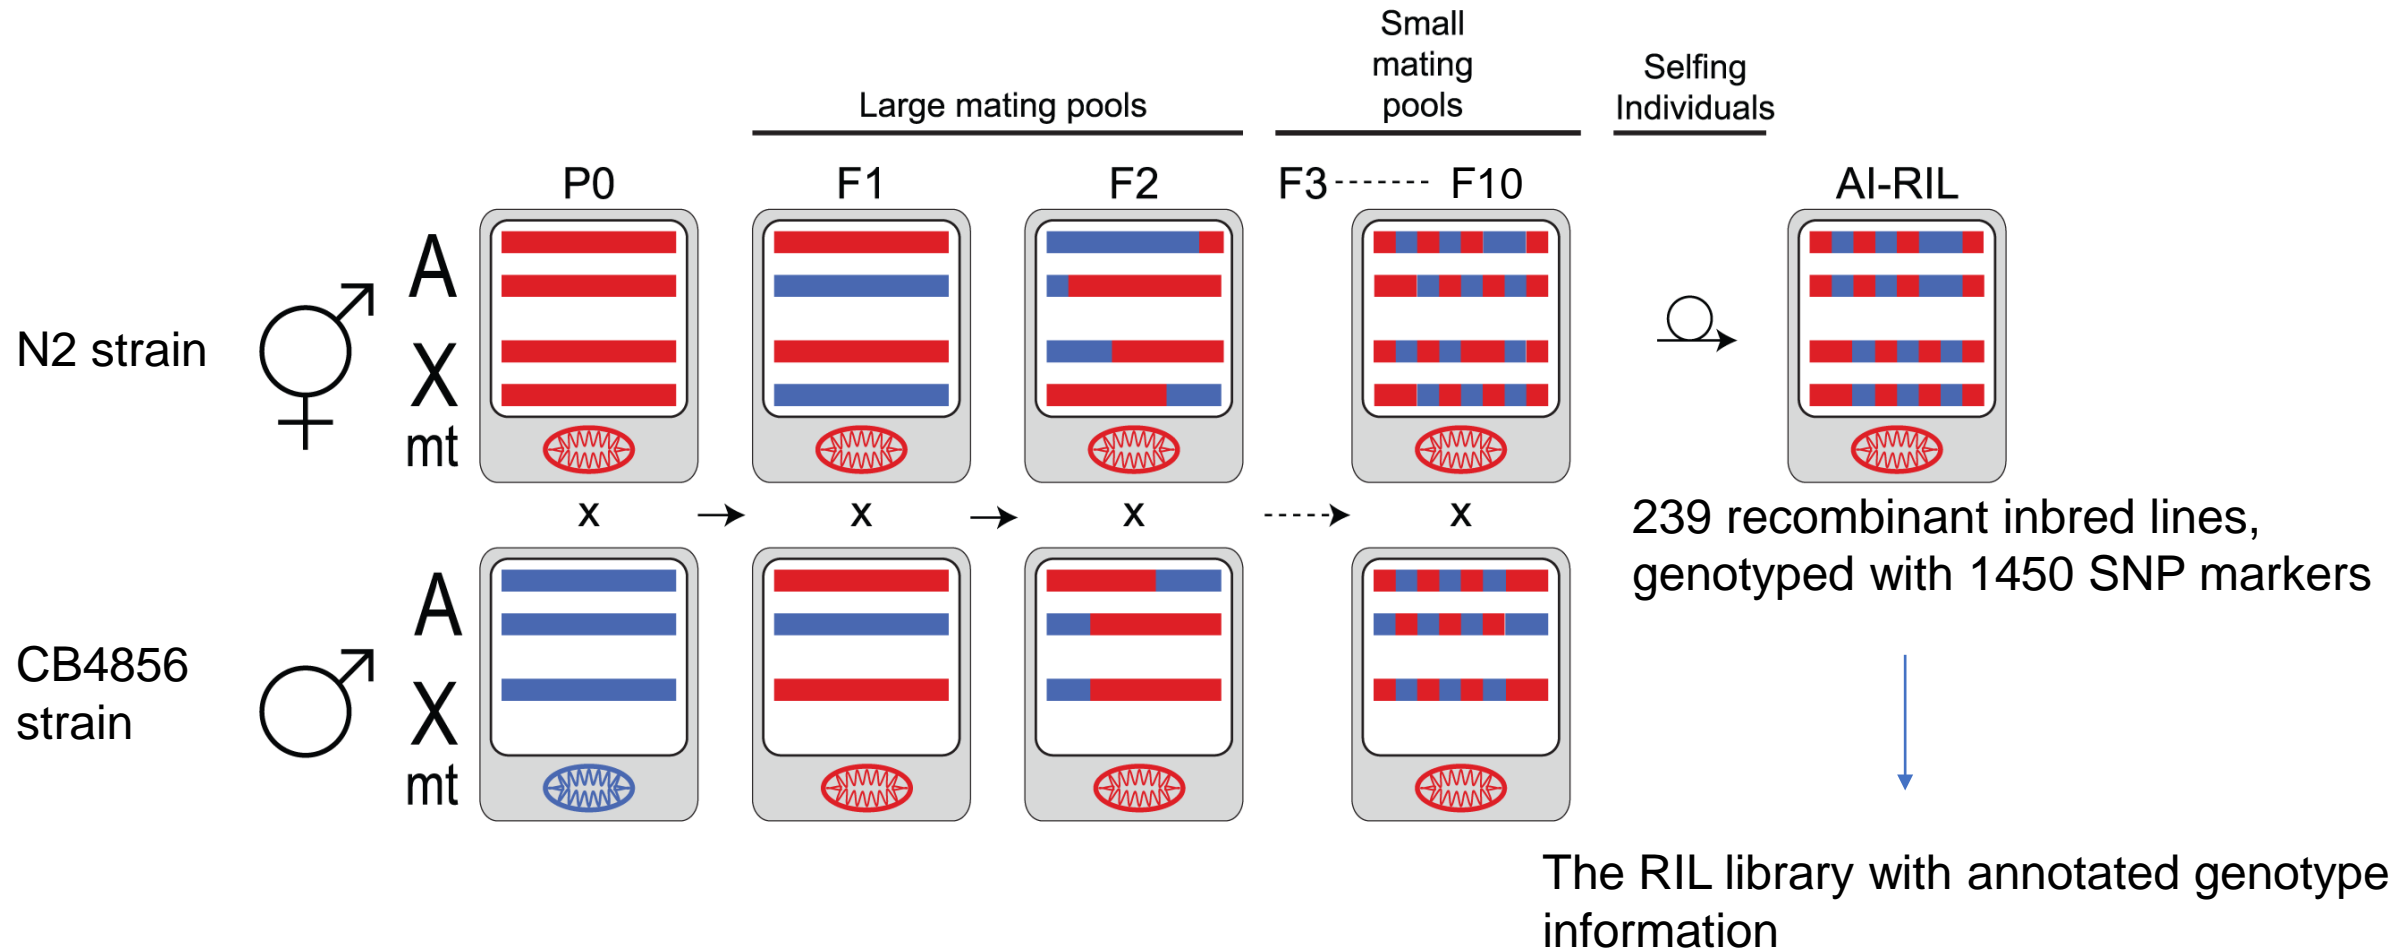 Small
mating
pools
Selfing
Individuals
Large mating pools
P0
F1
F2
F3
F10
AI-RIL
A
X
mt
N2 strain
x
x
x
x
239 recombinant inbred lines,
genotyped with 1450 SNP markers
A
X
mt
CB4856
strain
The RIL library with annotated genotype
information